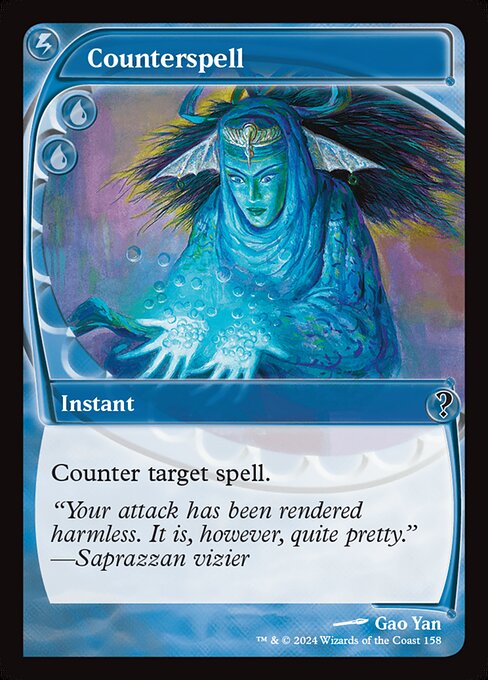 Counterspell
Instant
?
Counter target spell.
“Your attack has been rendered
harmless. It is, however, quite pretty.”
—Saprazzan vizier
Gao Yan
™ & © 2024 Wizards of the Coast 158